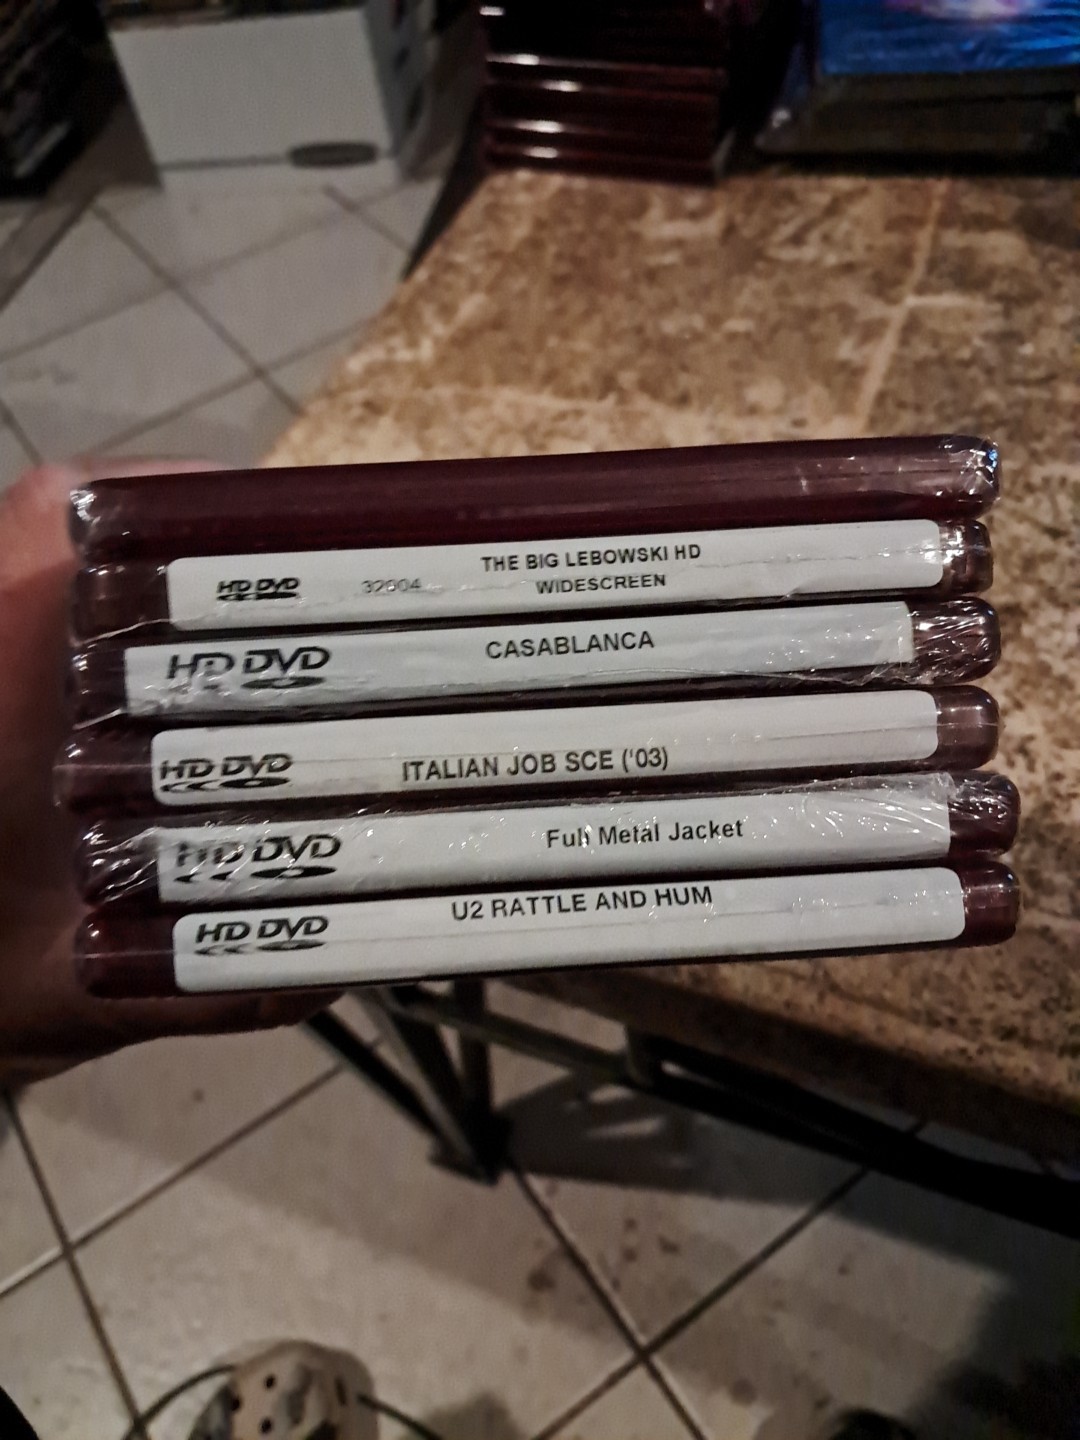 THE BIG LEBOWSKI HD
HD DVD 32604 WIDESCREEN
CASABLANCA
HD DVD
HD DVD ITALIAN JOB SCE ('03)
Full Metal Jacket
HD DVD
U2 RATTLE AND HUM
HD DVD